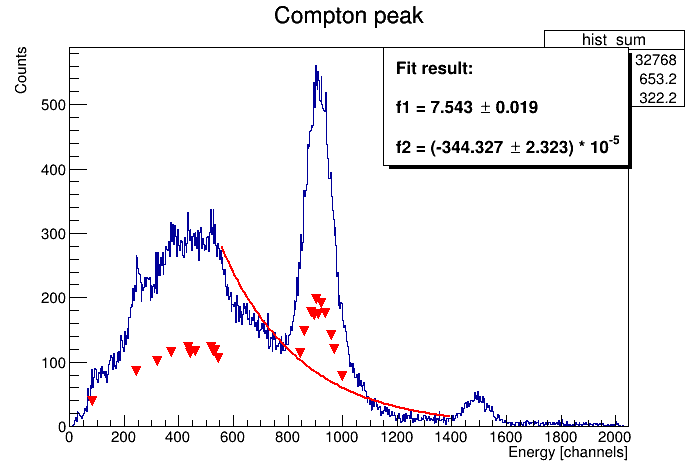 Compton peak
Counts
hist_sum
32768
653.2
322.2
Fit result:
f1 = 7.543 ± 0.019
f2 = (-344.327 ± 2.323) * 10⁻⁵
500
400
300
200
100
0
0 200 400 600 800 1000 1200 1400 1600 1800 2000
Energy [channels]